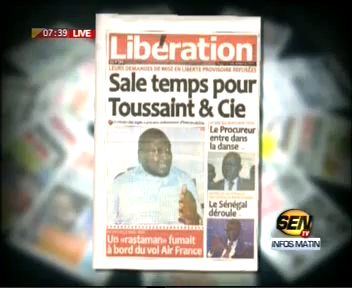 07:39 LIVE
Libération
LEURS DEMANDES DE MISE EN LIBERTÉ PROVISOIRE REFUSÉES
Sale temps pour
Toussaint & Cie
Le Procureur
entre dans
la danse
Le Sénégal
déroule
Un «rastaman» fumait
à bord du vol Air France
SEN
TV
INFOS MATIN